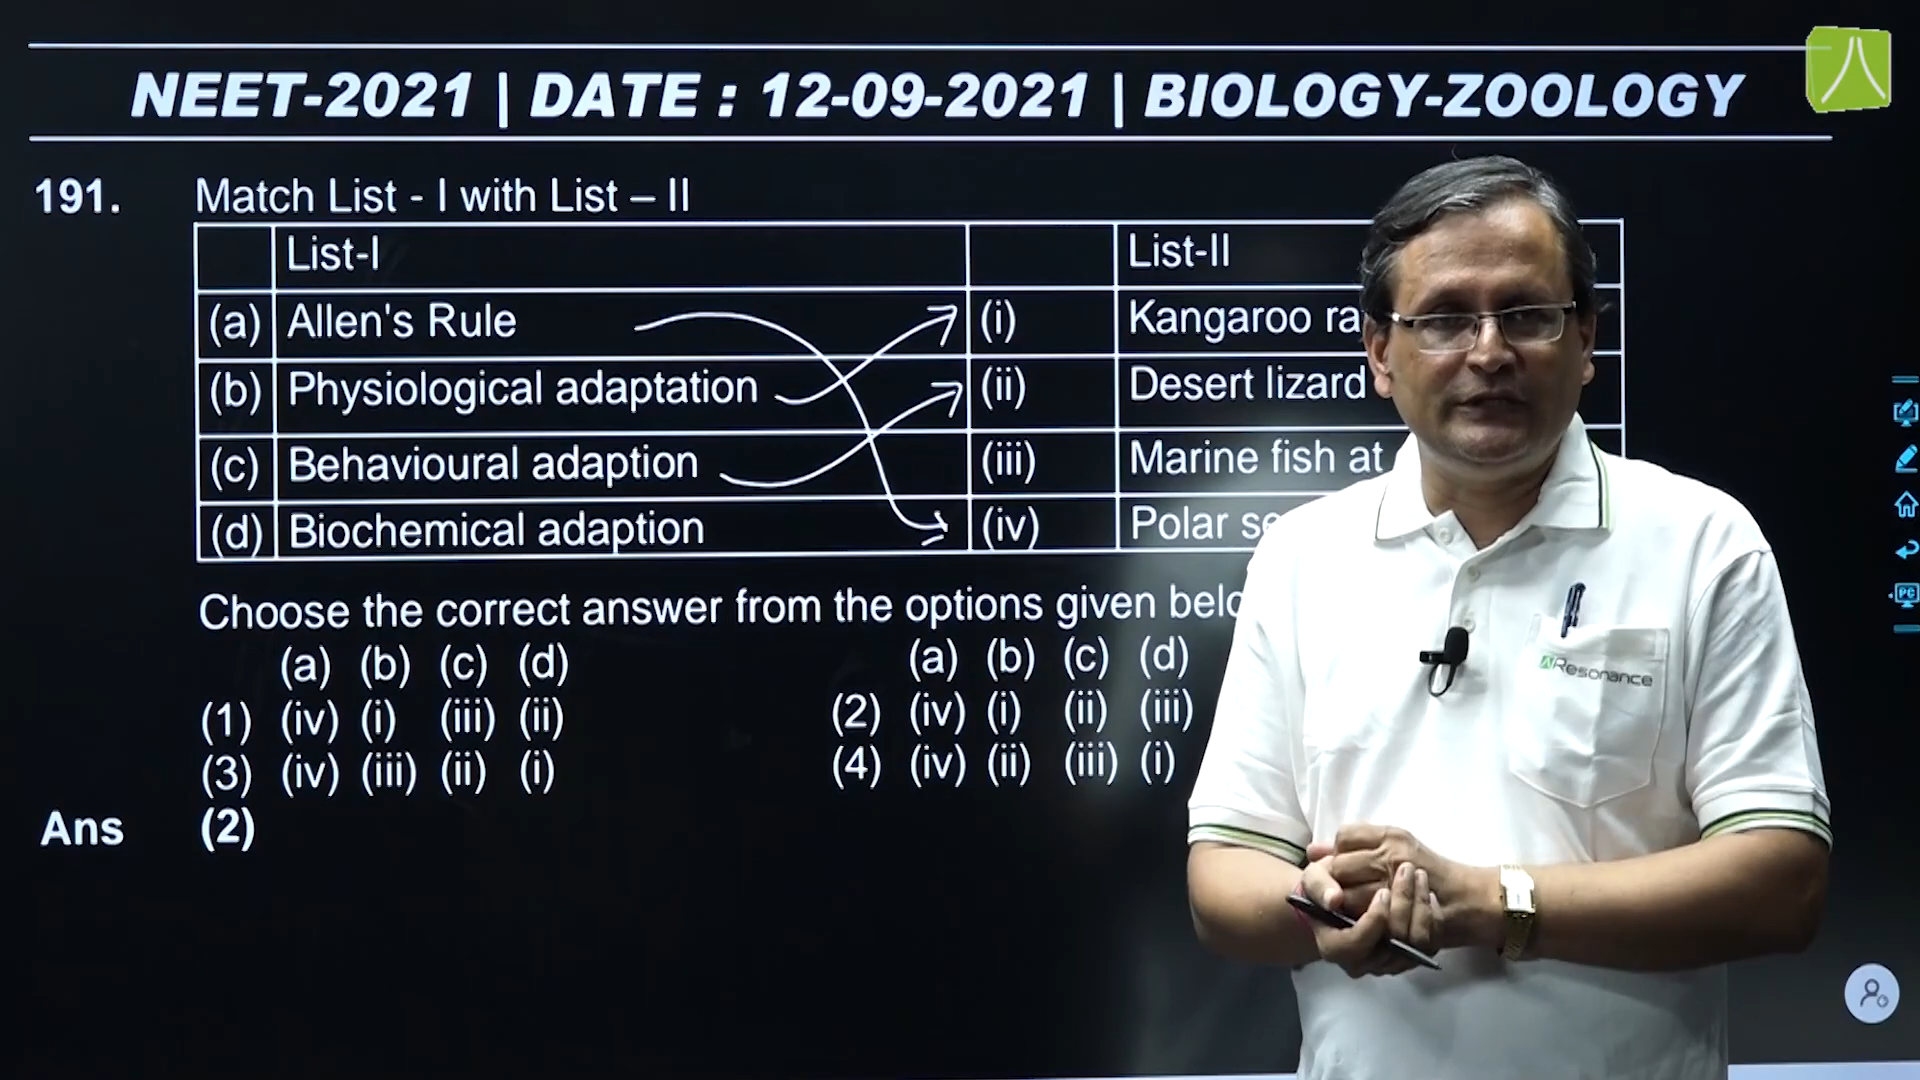 NEET-2021 | DATE : 12-09-2021 | BIOLOGY-ZOOLOGY
191. Match List - I with List – II
List-I List-II
(a) Allen's Rule (i) Kangaroo
(b) Physiological adaptation (ii) Desert lizard
(c) Behavioural adaption (iii) Marine fish at
(d) Biochemical adaption (iv) Polar
Choose the correct answer from the options given
(a) (b) (c) (d) (a) (b) (c) (d)
(1) (iv) (i) (iii) (ii) (2) (iv) (i) (ii) (iii)
(3) (iv) (iii) (ii) (i) (4) (iv) (ii) (iii) (i)
Ans (2)
Resonance
PC